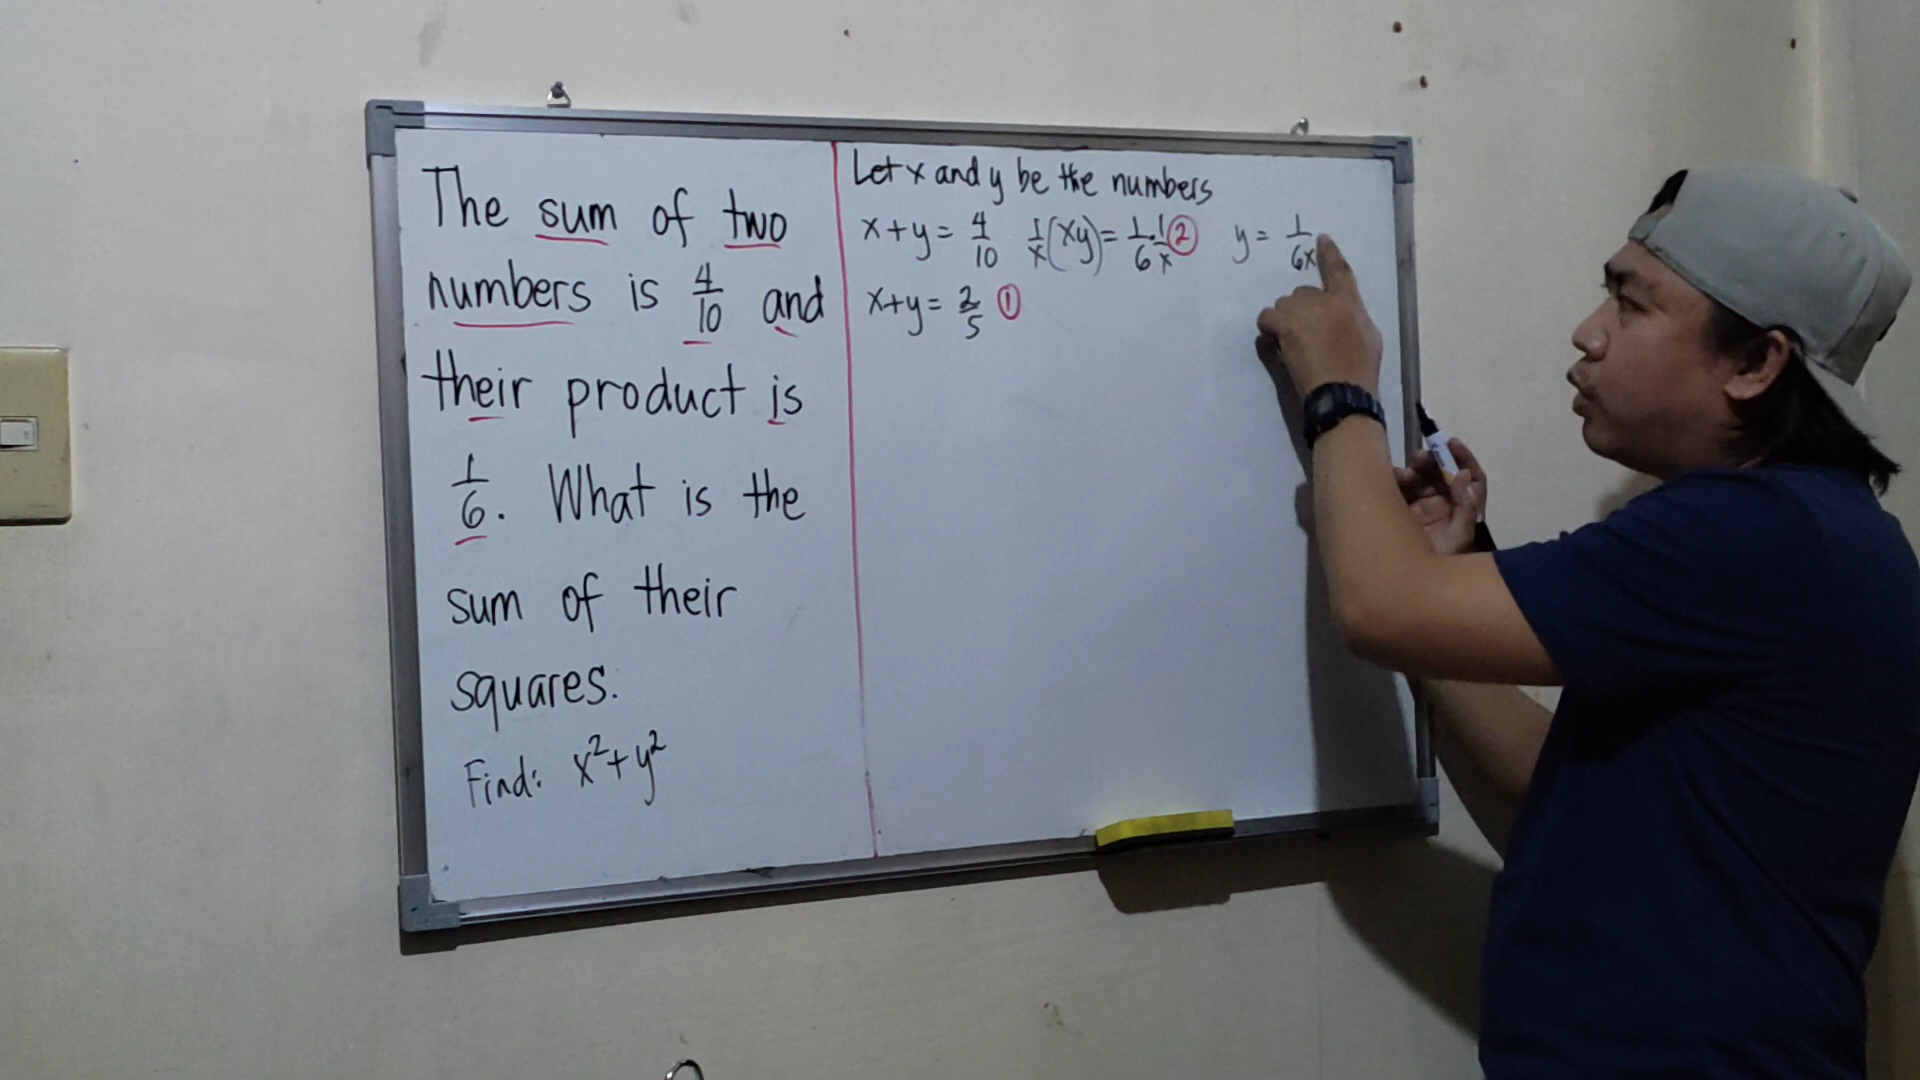 The sum of two
numbers is 4/10 and
their product is
1/6. What is the
sum of their
squares.
Find: x²+y²
Let x and y be the numbers
x+y = 4/10 1/x(xy) = 1/6·1/x ② y = 1/6x
x+y = 2/5 ①